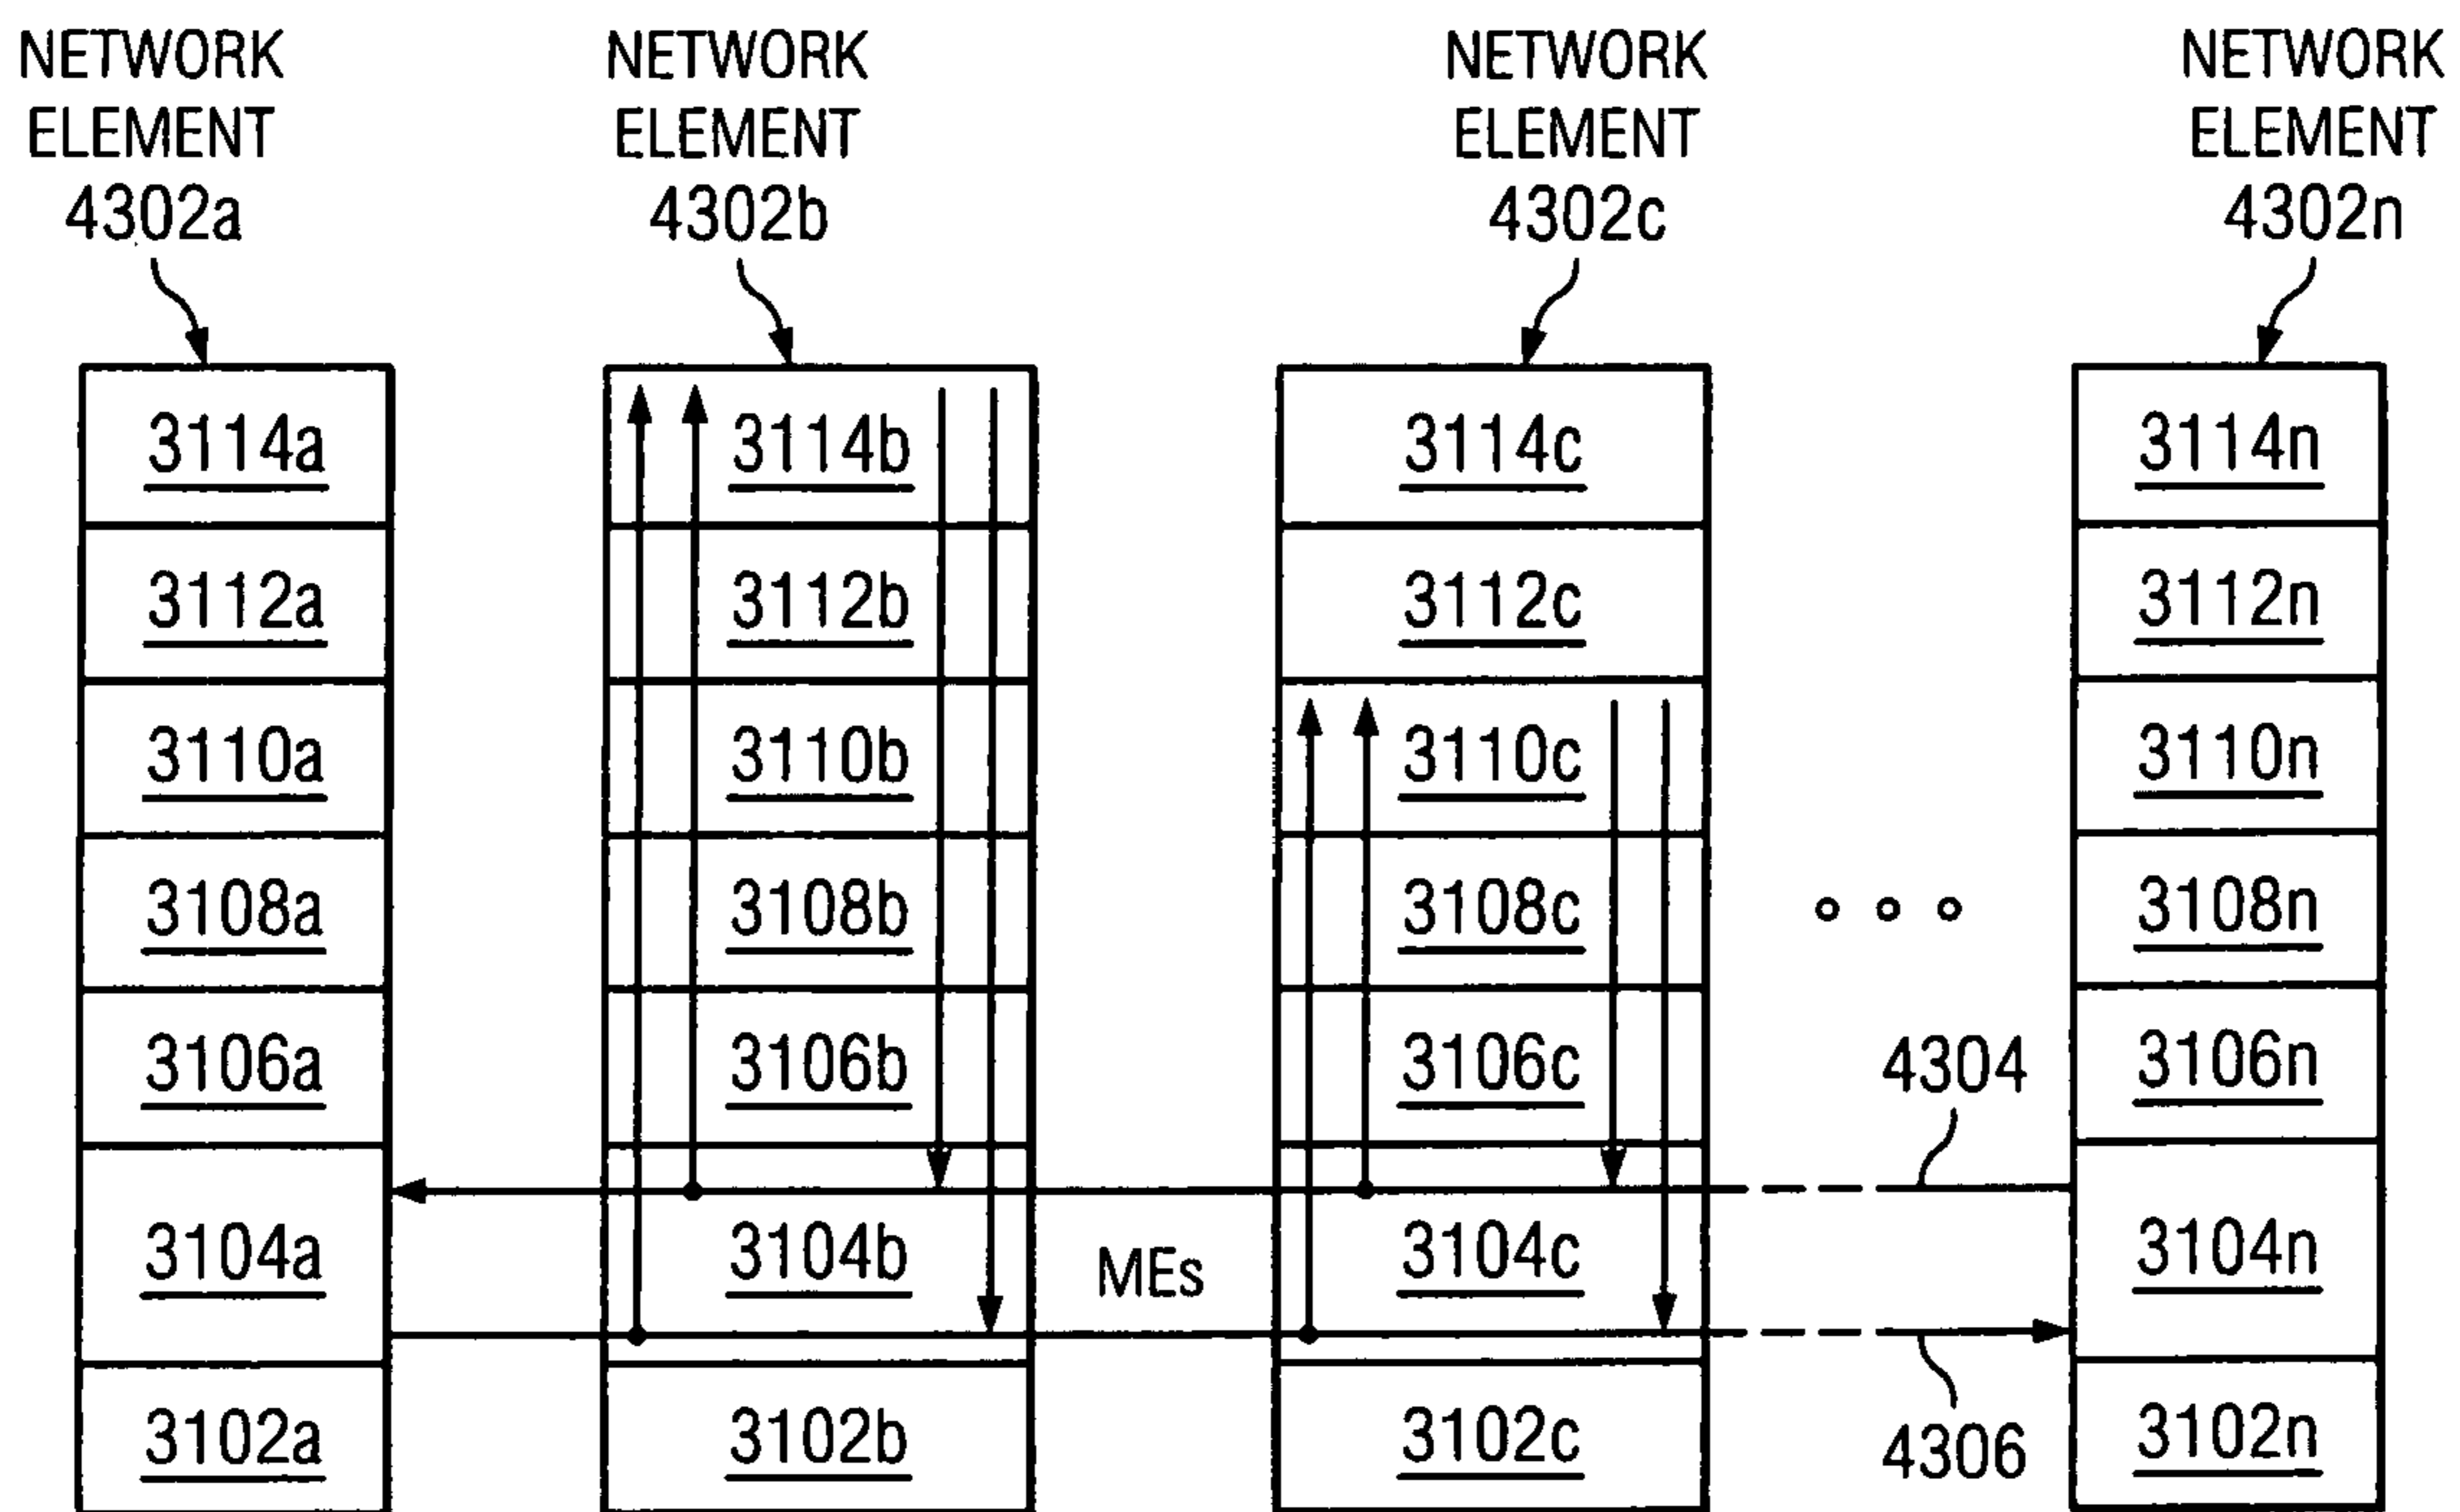 NETWORK
ELEMENT
4302a
NETWORK
ELEMENT
4302b
NETWORK
ELEMENT
4302c
NETWORK
ELEMENT
4302n
3114a
3114b
3114c
3114n
3112a
3112b
3112c
3112n
3110a
3110b
3110c
3110n
3108a
3108b
3108c
3108n
3106a
3106b
3106c
4304
3106n
3104a
3104b
MEs
3104c
3104n
3102a
3102b
3102c
4306
3102n